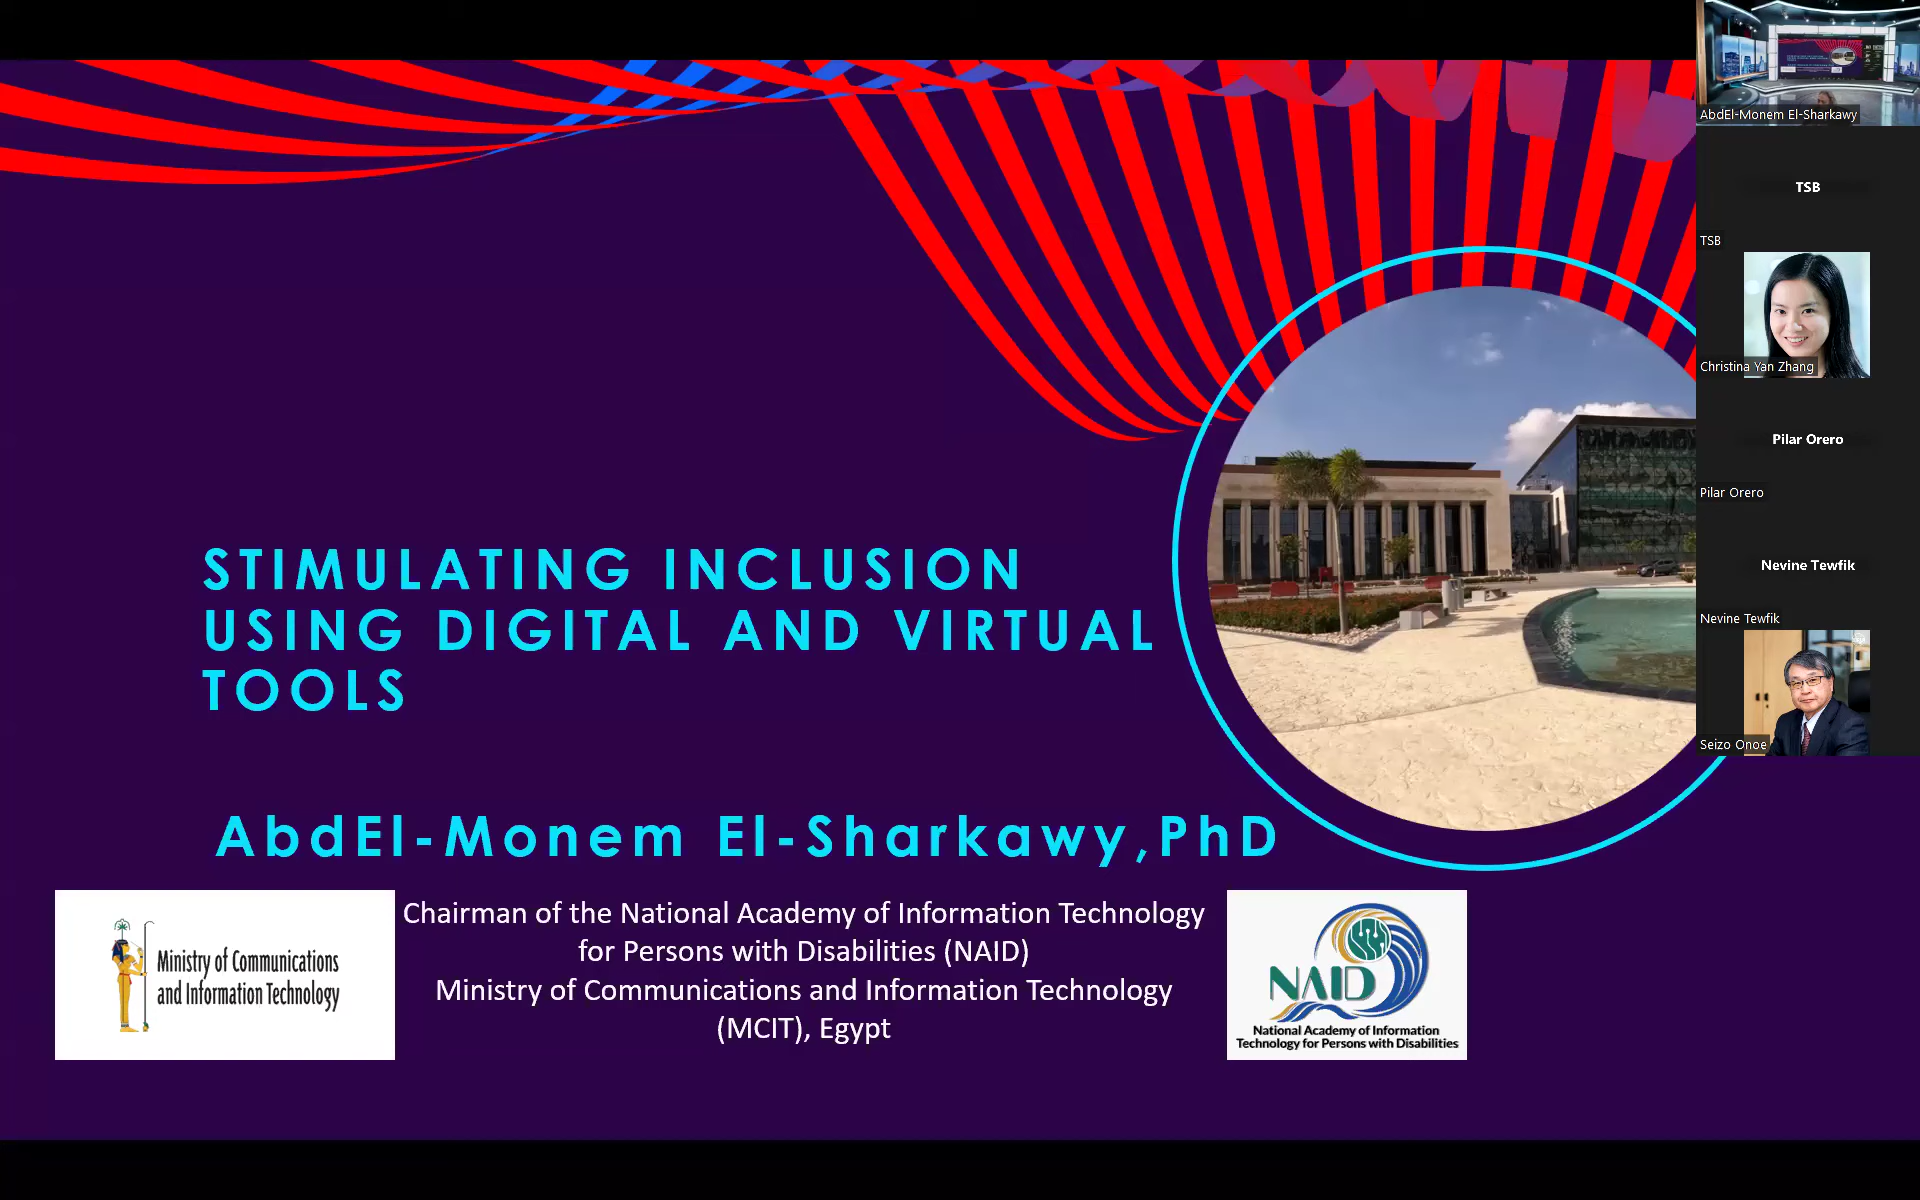 STIMULATING INCLUSION
USING DIGITAL AND VIRTUAL
TOOLS
AbdEl-Monem El-Sharkawy,PhD
Ministry of Communications
and Information Technology
Chairman of the National Academy of Information Technology
for Persons with Disabilities (NAID)
Ministry of Communications and Information Technology
(MCIT), Egypt
NAID
National Academy of Information
Technology for Persons with Disabilities
AbdEl-Monem El-Sharkawy
TSB
TSB
Christina Yan Zhang
Pilar Orero
Pilar Orero
Nevine Tewfik
Nevine Tewfik
Seizo Onoe